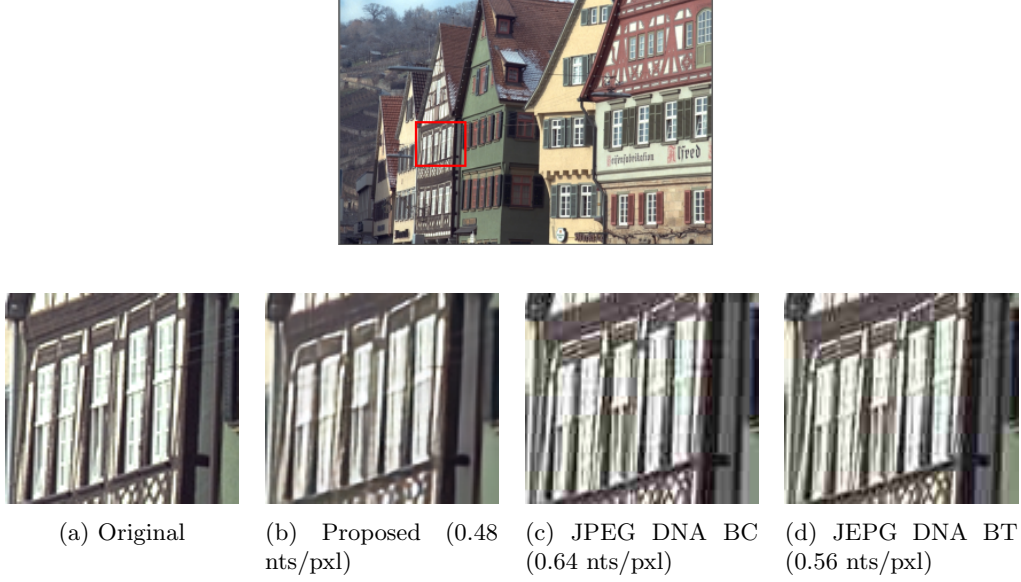 Alfred
(a) Original
(b) Proposed (0.48
nts/pxl)
(c) JPEG DNA BC
(0.64 nts/pxl)
(d) JEPG DNA BT
(0.56 nts/pxl)